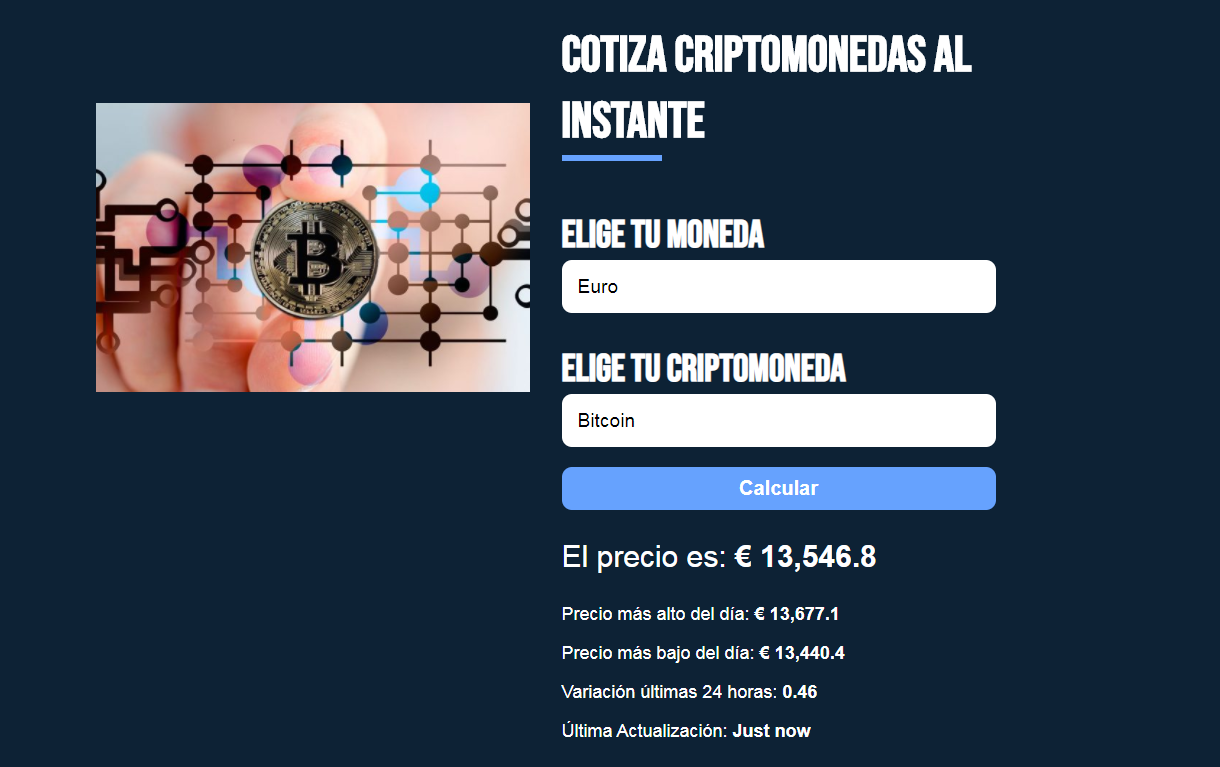 COTIZA CRIPTOMONEDAS AL
INSTANTE
ELIGE TU MONEDA
Euro
ELIGE TU CRIPTOMONEDA
Bitcoin
Calcular
El precio es: € 13,546.8
Precio más alto del día: € 13,677.1
Precio más bajo del día: € 13,440.4
Variación últimas 24 horas: 0.46
Última Actualización: Just now